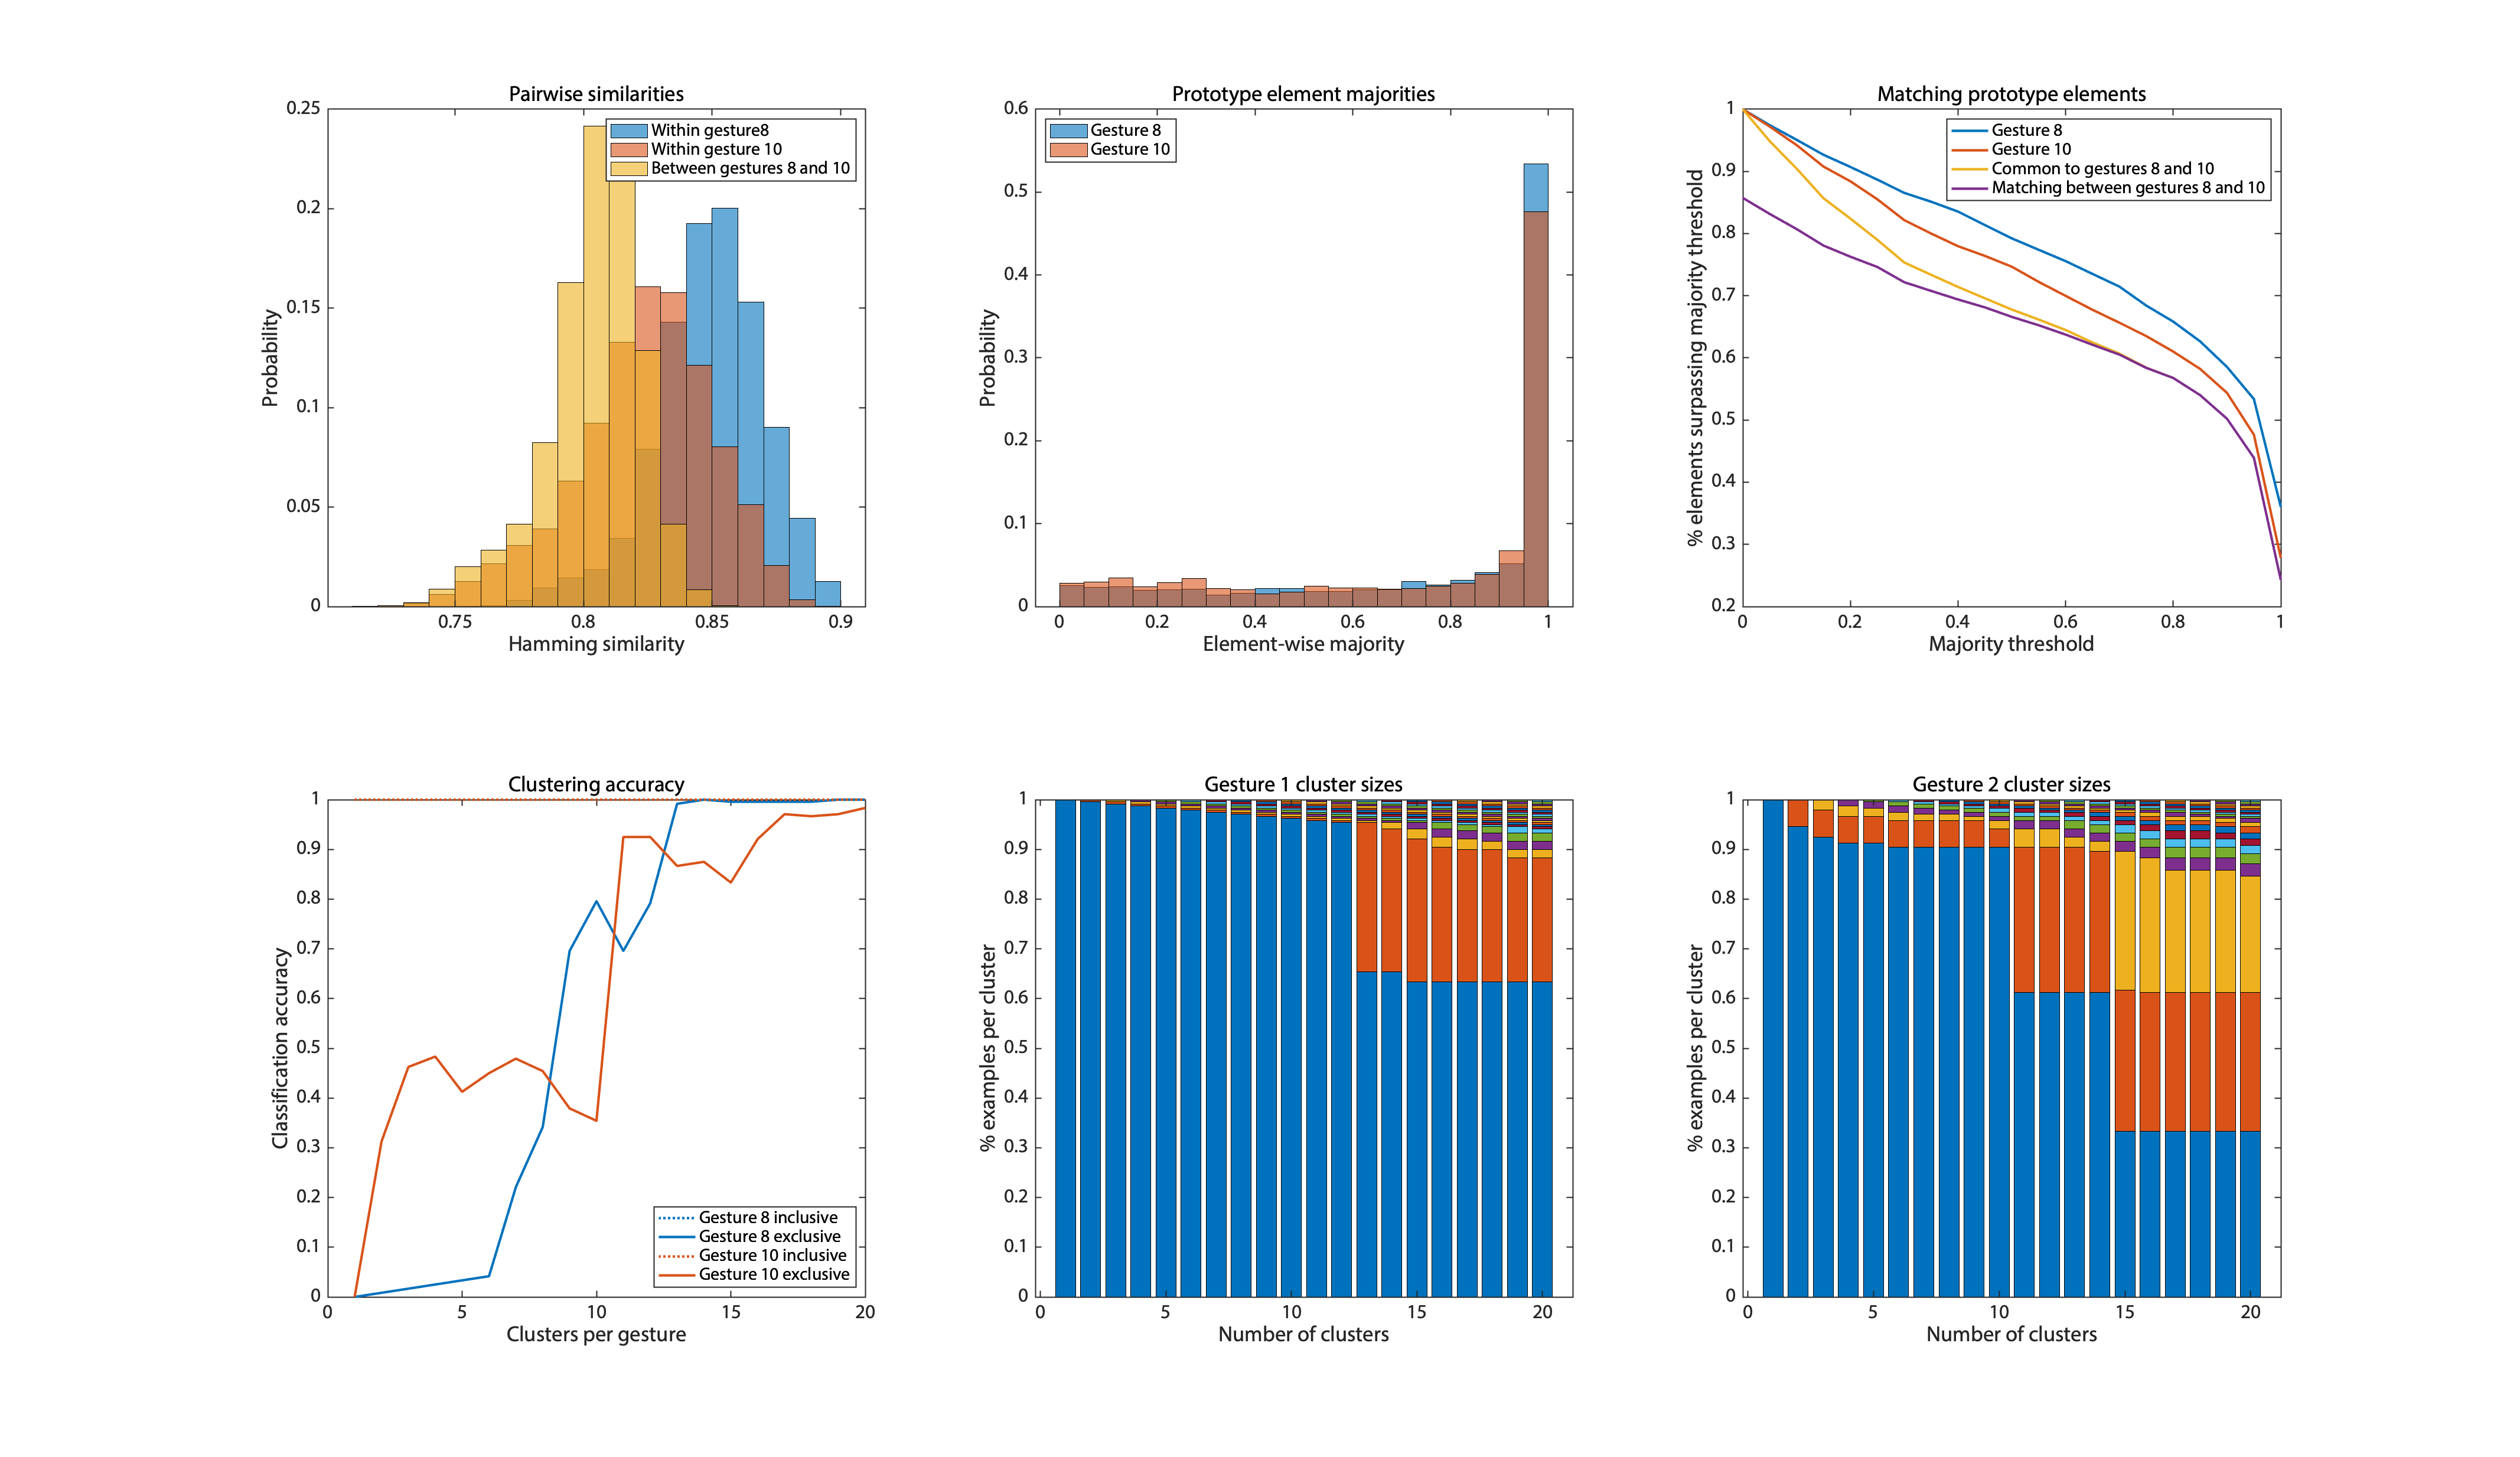 Pairwise similarities
0.25
0.2
0.15
0.1
0.05
0
0.75
0.8
0.85
0.9
Probability
Hamming similarity
Within gesture8
Within gesture 10
Between gestures 8 and 10
Prototype element majorities
0.6
0.5
0.4
0.3
0.2
0.1
0
0
0.2
0.4
0.6
0.8
1
Probability
Element-wise majority
Gesture 8
Gesture 10
Matching prototype elements
1
0.9
0.8
0.7
0.6
0.5
0.4
0.3
0.2
0
0.2
0.4
0.6
0.8
1
% elements surpassing majority threshold
Majority threshold
Gesture 8
Gesture 10
Common to gestures 8 and 10
Matching between gestures 8 and 10
Clustering accuracy
1
0.9
0.8
0.7
0.6
0.5
0.4
0.3
0.2
0.1
0
0
5
10
15
20
Classification accuracy
Clusters per gesture
Gesture 8 inclusive
Gesture 8 exclusive
Gesture 10 inclusive
Gesture 10 exclusive
Gesture 1 cluster sizes
1
0.9
0.8
0.7
0.6
0.5
0.4
0.3
0.2
0.1
0
0
5
10
15
20
% examples per cluster
Number of clusters
Gesture 2 cluster sizes
1
0.9
0.8
0.7
0.6
0.5
0.4
0.3
0.2
0.1
0
0
5
10
15
20
% examples per cluster
Number of clusters